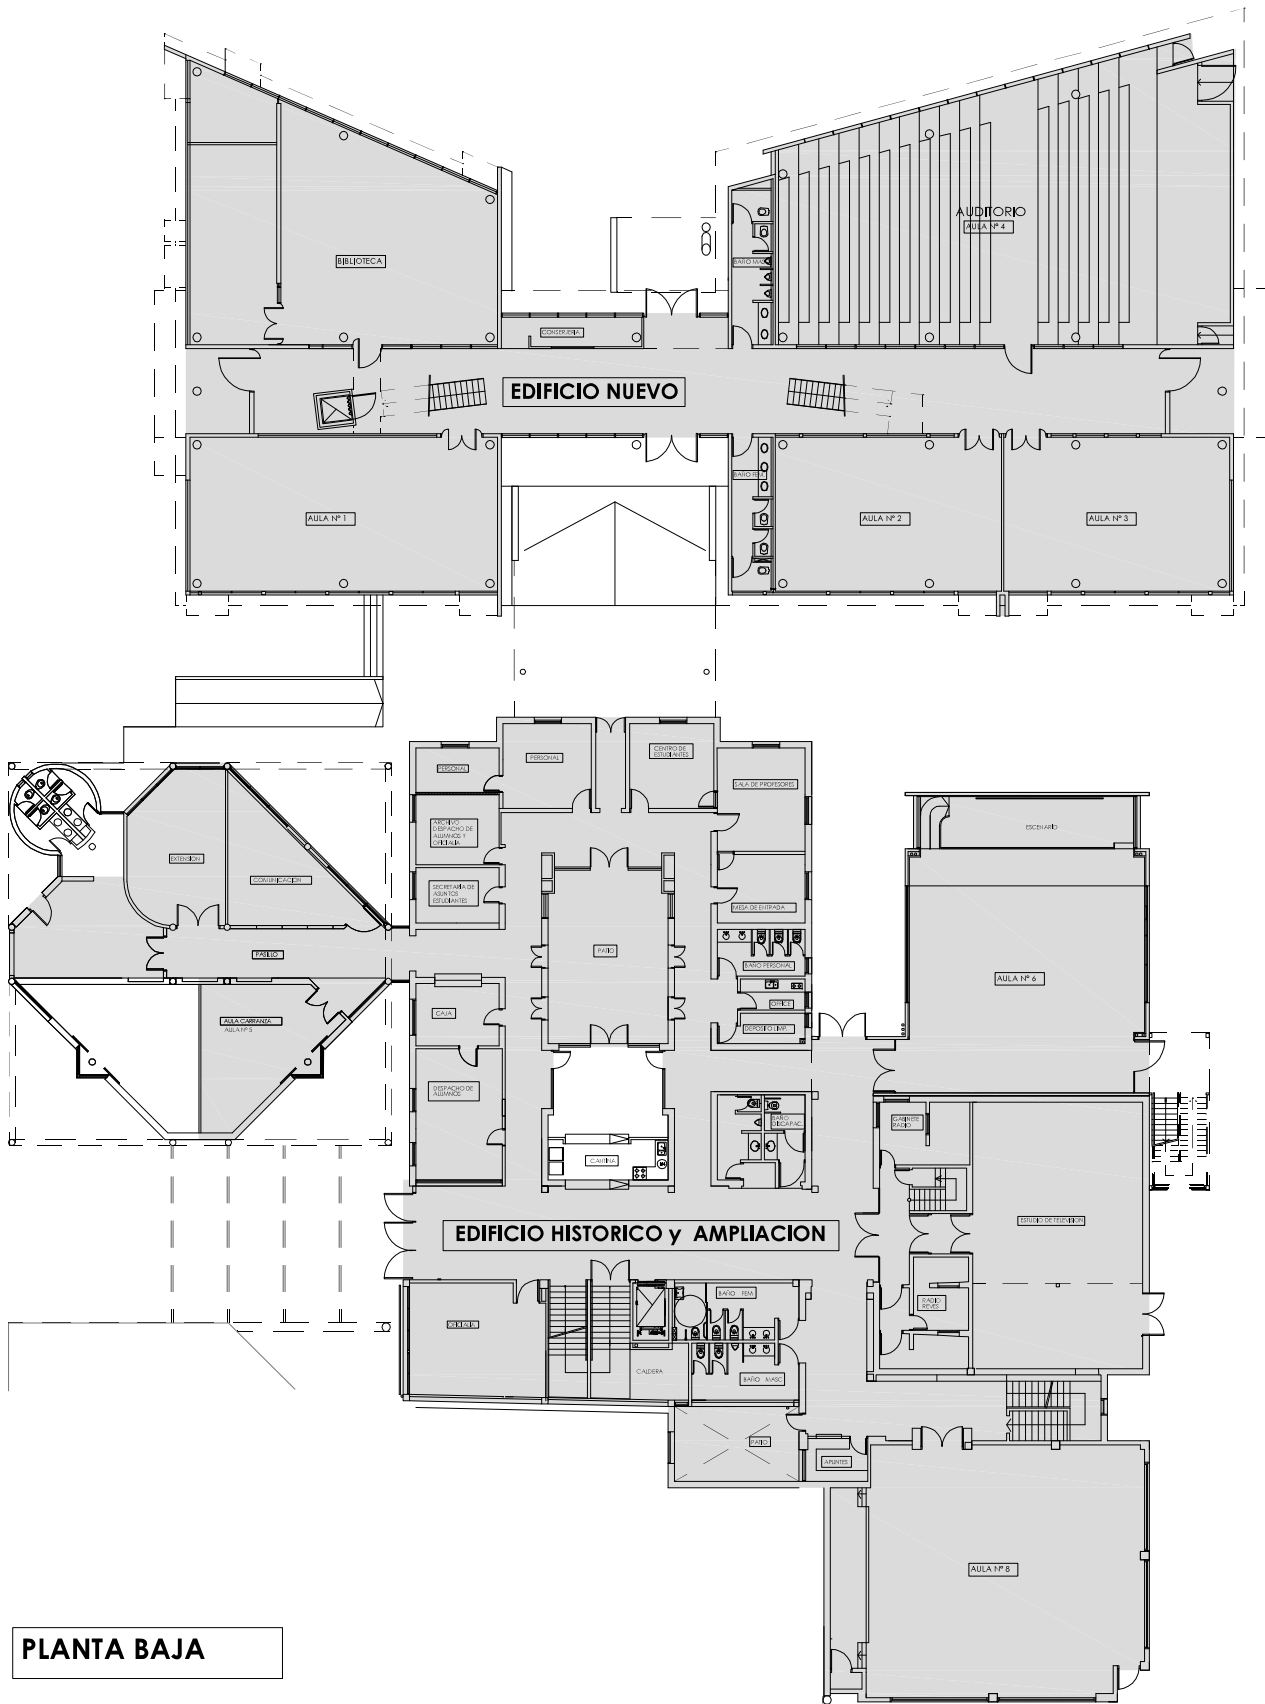 AUDITORIO
AULA Nº 4
BIBLIOTECA
BAÑO MAS
CONSERJERIA
EDIFICIO NUEVO
BAÑO FEM
AULA Nº 1
AULA Nº 2
AULA Nº 3
PERSONAL
PERSONAL
CENTRO DE
ESTUDIANTES
SALA DE PROFESORES
ARCHIVO
DESPACHO DE
ALUMNOS Y
OFICIALIA
ESCENARIO
EXTENSION
COMUNICACION
SECRETARIA DE
ASUNTOS
ESTUDIANTES
MESA DE ENTRADA
PASILLO
PATIO
BAÑO PERSONAL
AULA Nº 6
OFFICE
CAJA
AULA CARRANZA
AULA Nº 5
DEPOSITO LIMP.
DESPACHO DE
ALUMNOS
BAÑO
DISCAPAC.
GABINETE
RADIO
CANTINA
ESTUDIO DE TELEVISION
EDIFICIO HISTORICO y AMPLIACION
BAÑO FEM
RADIO
REVES
OFICIALIA
CALDERA
BAÑO MASC
PATIO
APUNTES
AULA Nº 8
PLANTA BAJA